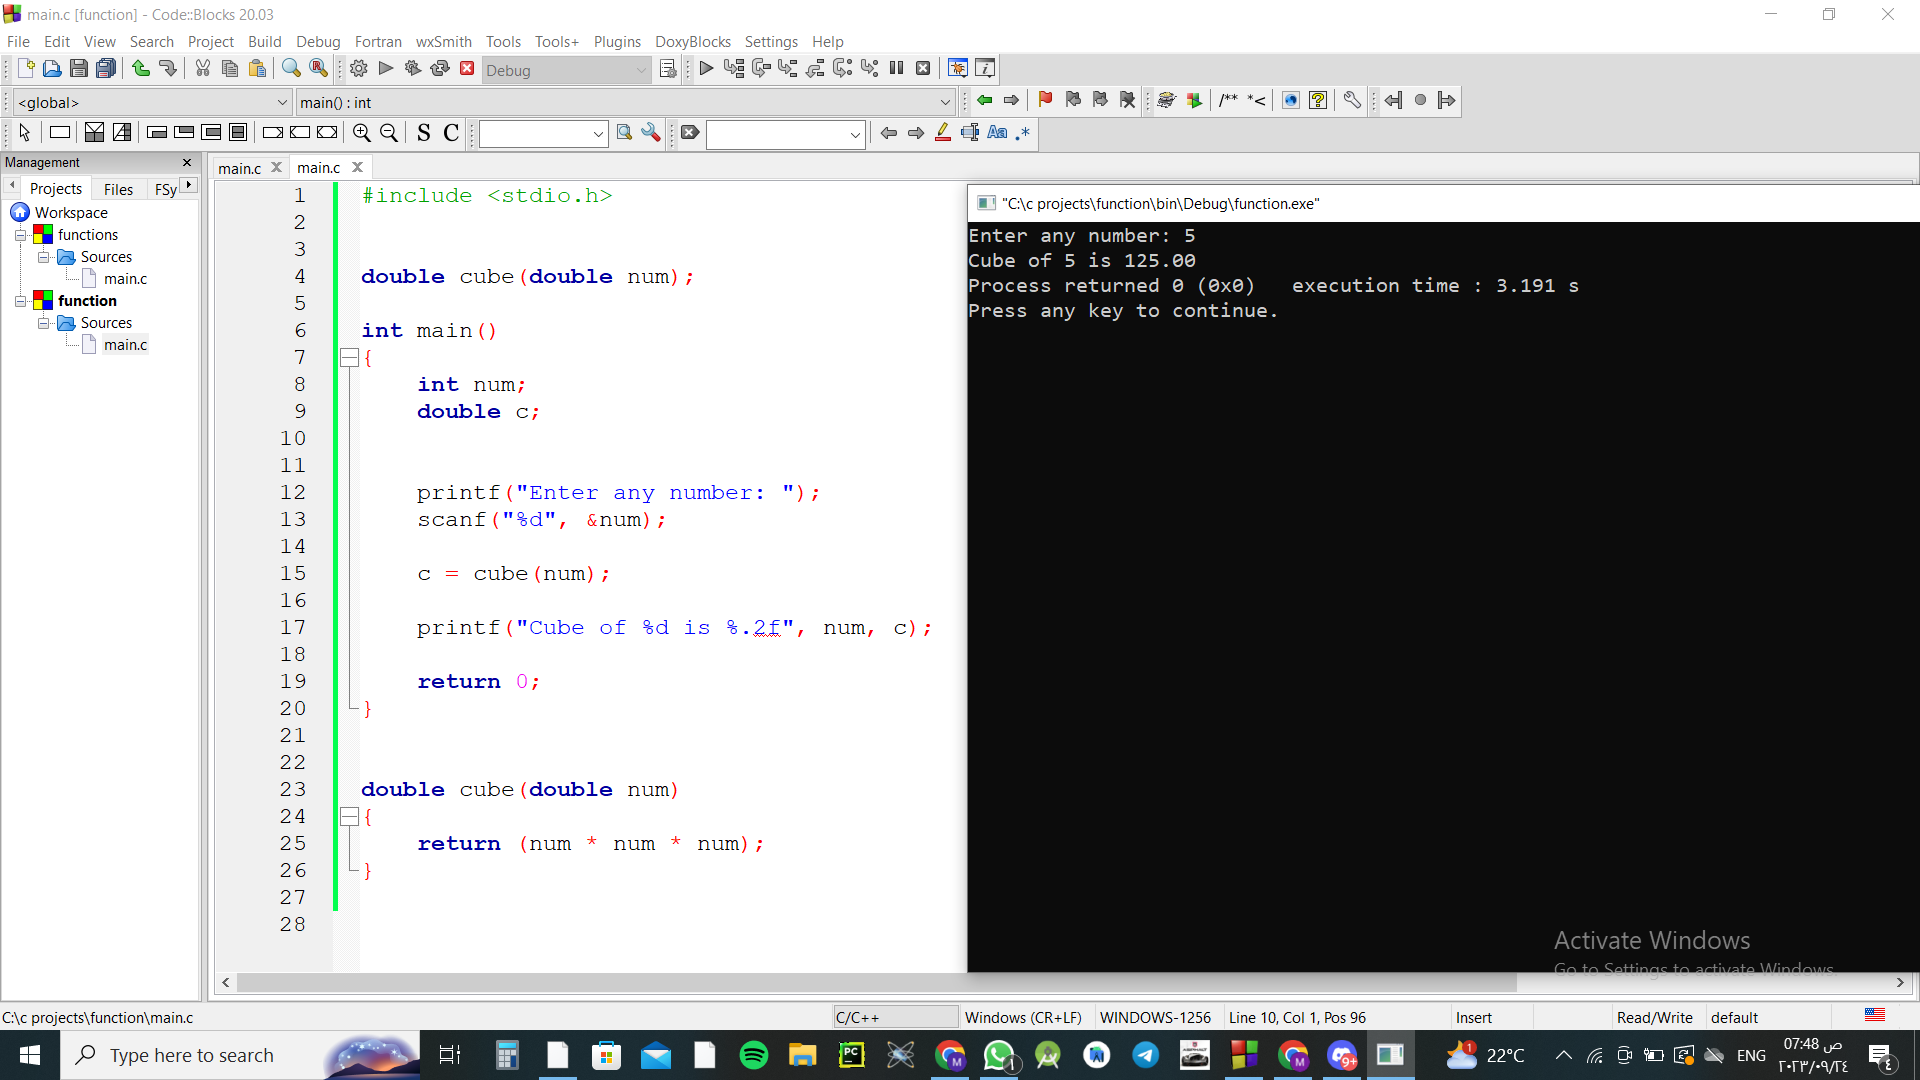 main.c [function] - Code::Blocks 20.03
File Edit View Search Project Build Debug Fortran wxSmith Tools Tools+ Plugins DoxyBlocks Settings Help
Debug
<global> main() : int
/** *<
S C Aa .*
Management
Projects Files FSy
Workspace
functions
Sources
main.c
function
Sources
main.c
main.c main.c
1 #include <stdio.h>
2
3
4 double cube(double num);
5
6 int main()
7 {
8 int num;
9 double c;
10
11
12 printf("Enter any number: ");
13 scanf("%d", &num);
14
15 c = cube(num);
16
17 printf("Cube of %d is %.2f", num, c);
18
19 return 0;
20 }
21
22
23 double cube(double num)
24 {
25 return (num * num * num);
26 }
27
28
"C:\c projects\function\bin\Debug\function.exe"
Enter any number: 5
Cube of 5 is 125.00
Process returned 0 (0x0) execution time : 3.191 s
Press any key to continue.
Activate Windows
Go to Settings to activate Windows.
C:\c projects\function\main.c C/C++ Windows (CR+LF) WINDOWS-1256 Line 10, Col 1, Pos 96 Insert Read/Write default
Type here to search
PC
M
1
M
9+
1
22°C
ENG
07:48 ص
٢٠٢٣/٠٩/٢٤
٤